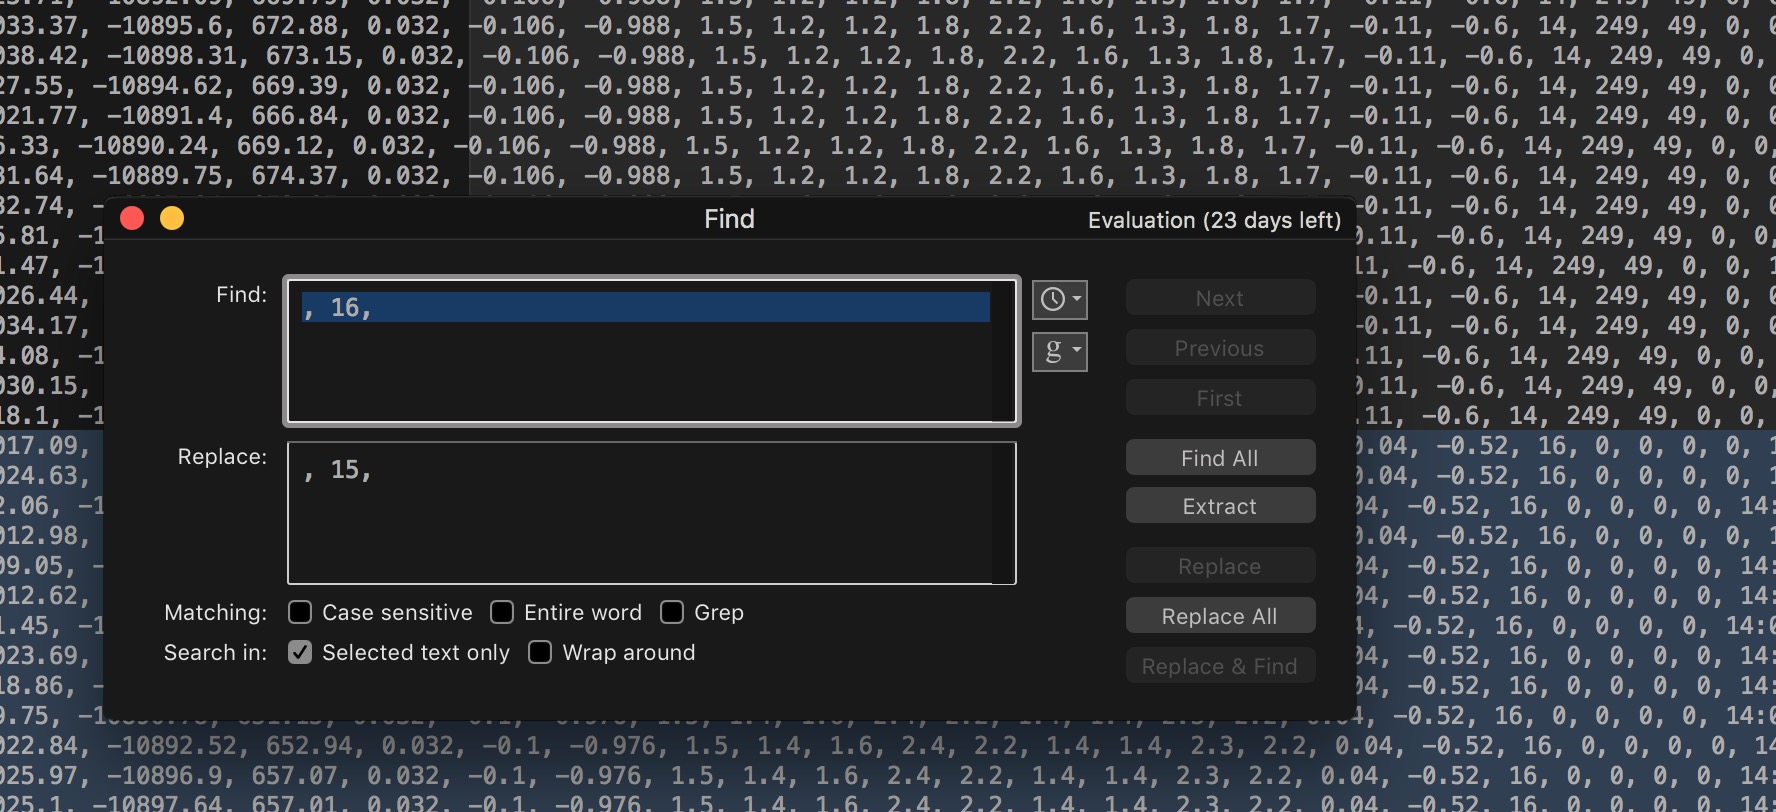 033.37, -10895.6, 672.88, 0.032, -0.106, -0.988, 1.5, 1.2, 1.2, 1.8, 2.2, 1.6, 1.3, 1.8, 1.7, -0.11, -0.6, 14, 249, 49, 0, 0,
038.42, -10898.31, 673.15, 0.032, -0.106, -0.988, 1.5, 1.2, 1.2, 1.8, 2.2, 1.6, 1.3, 1.8, 1.7, -0.11, -0.6, 14, 249, 49, 0,
27.55, -10894.62, 669.39, 0.032, -0.106, -0.988, 1.5, 1.2, 1.2, 1.8, 2.2, 1.6, 1.3, 1.8, 1.7, -0.11, -0.6, 14, 249, 49, 0, 0,
021.77, -10891.4, 666.84, 0.032, -0.106, -0.988, 1.5, 1.2, 1.2, 1.8, 2.2, 1.6, 1.3, 1.8, 1.7, -0.11, -0.6, 14, 249, 49, 0, 0,
6.33, -10890.24, 669.12, 0.032, -0.106, -0.988, 1.5, 1.2, 1.2, 1.8, 2.2, 1.6, 1.3, 1.8, 1.7, -0.11, -0.6, 14, 249, 49, 0, 0,
31.64, -10889.75, 674.37, 0.032, -0.106, -0.988, 1.5, 1.2, 1.2, 1.8, 2.2, 1.6, 1.3, 1.8, 1.7, -0.11, -0.6, 14, 249, 49, 0, 0,
32.74, -0.11, -0.6, 14, 249, 49, 0, 0,
Find Evaluation (23 days left)
5.81, -1 0.11, -0.6, 14, 249, 49, 0, 0,
1.47, -1 11, -0.6, 14, 249, 49, 0, 0, 1
026.44, -0.11, -0.6, 14, 249, 49, 0, 0,
Find: , 16, Next
034.17, -0.11, -0.6, 14, 249, 49, 0, 0,
g Previous
4.08, -1 .11, -0.6, 14, 249, 49, 0, 0,
030.15, 0.11, -0.6, 14, 249, 49, 0, 0,
First
18.1, -1 .11, -0.6, 14, 249, 49, 0, 0,
017.09, 0.04, -0.52, 16, 0, 0, 0, 0, 1
Replace: , 15, Find All
024.63, 0.04, -0.52, 16, 0, 0, 0, 0, 1
2.06, -1 04, -0.52, 16, 0, 0, 0, 0, 14:
Extract
012.98, 0.04, -0.52, 16, 0, 0, 0, 0, 1
09.05, 04, -0.52, 16, 0, 0, 0, 0, 14:
Replace
012.62, 04, -0.52, 16, 0, 0, 0, 0, 14:
Matching: Case sensitive Entire word Grep Replace All
1.45, -1 4, -0.52, 16, 0, 0, 0, 0, 14:0
Search in: Selected text only Wrap around
023.69, 04, -0.52, 16, 0, 0, 0, 0, 14:
Replace & Find
18.86, 04, -0.52, 16, 0, 0, 0, 0, 14:
9.75, -0.52, 16, 0, 0, 0, 0, 14:0
022.84, -10892.52, 652.94, 0.032, -0.1, -0.976, 1.5, 1.4, 1.6, 2.4, 2.2, 1.4, 1.4, 2.3, 2.2, 0.04, -0.52, 16, 0, 0, 0, 0, 14
025.97, -10896.9, 657.07, 0.032, -0.1, -0.976, 1.5, 1.4, 1.6, 2.4, 2.2, 1.4, 1.4, 2.3, 2.2, 0.04, -0.52, 16, 0, 0, 0, 0, 14:
025.1, -10897.64, 657.01, 0.032, -0.1, -0.976, 1.5, 1.4, 1.6, 2.4, 2.2, 1.4, 1.4, 2.3, 2.2, 0.04, -0.52, 16, 0, 0, 0, 0, 14: